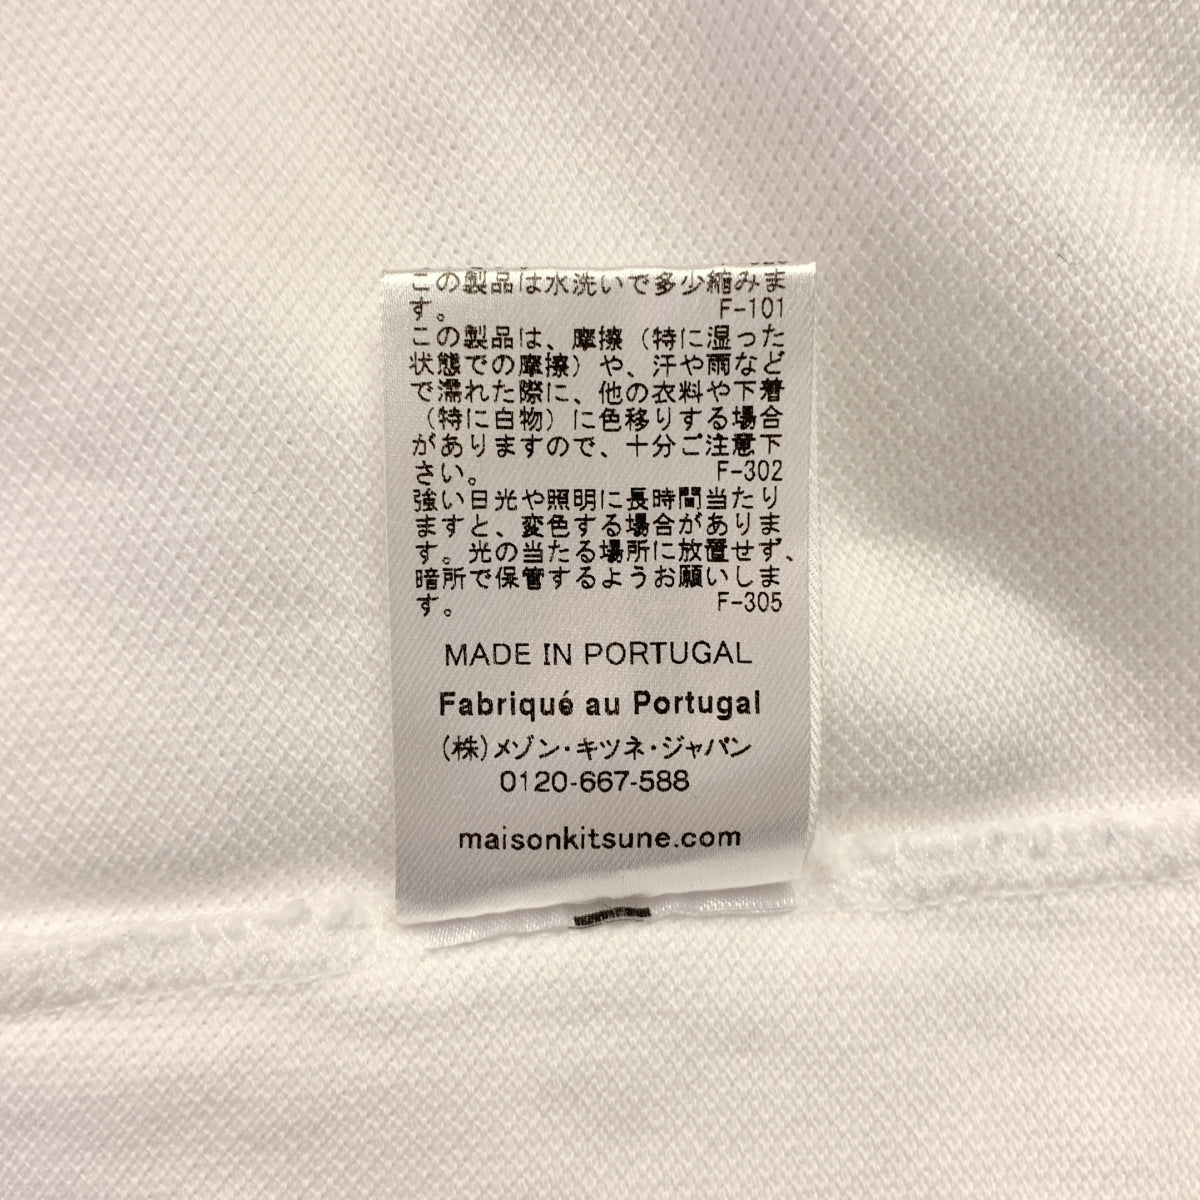 この製品は水洗いで多少縮みま
す。 F-101
この製品は、摩擦（特に湿った
状態での摩擦）や、汗や雨など
で濡れた際に、他の衣料や下着
（特に白物）に色移りする場合
がありますので、十分ご注意下
さい。 F-302
強い日光や照明に長時間当たり
ますと、変色する場合がありま
す。光の当たる場所に放置せず、
暗所で保管するようお願いしま
す。 F-305
MADE IN PORTUGAL
Fabriqué au Portugal
(株)メゾン・キツネ・ジャパン
0120-667-588
maisonkitsune.com